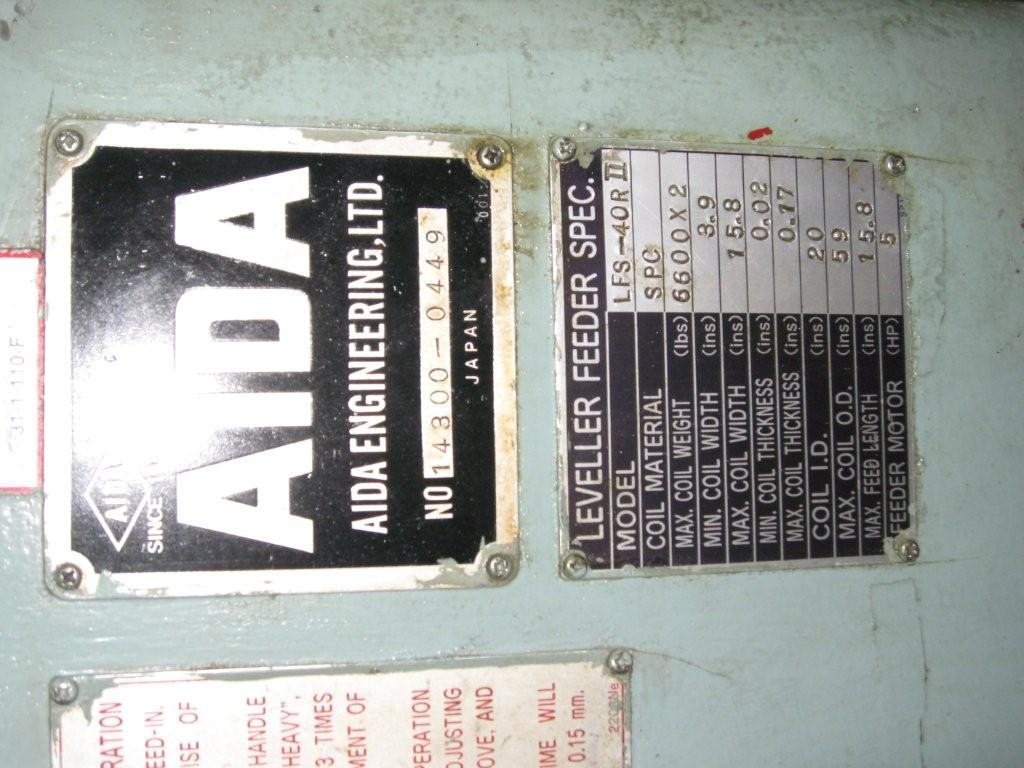 AIDA
SINCE
AIDA
AIDA ENGINEERING,LTD.
NO 14300-0449
JAPAN
001
LEVELLER FEEDER SPEC.
MODEL LFS-40R II
COIL MATERIAL SPC
MAX. COIL WEIGHT (lbs) 6600X2
MIN. COIL WIDTH (ins) 3.9
MAX. COIL WIDTH (ins) 15.8
MIN. COIL THICKNESS (ins) 0.02
MAX. COIL THICKNESS (ins) 0.17
COIL I.D. (ins) 20
MAX. COIL O.D. (ins) 59
MAX. FEED LENGTH (ins) 15.8
FEEDER MOTOR (HP) 5
RATION
EED-IN.
ISE OF
HANDLE
HEAVY",
3 TIMES
MENT OF
PERATION
DJUSTING
OVE, AND
IME WILL
0.15 mm.